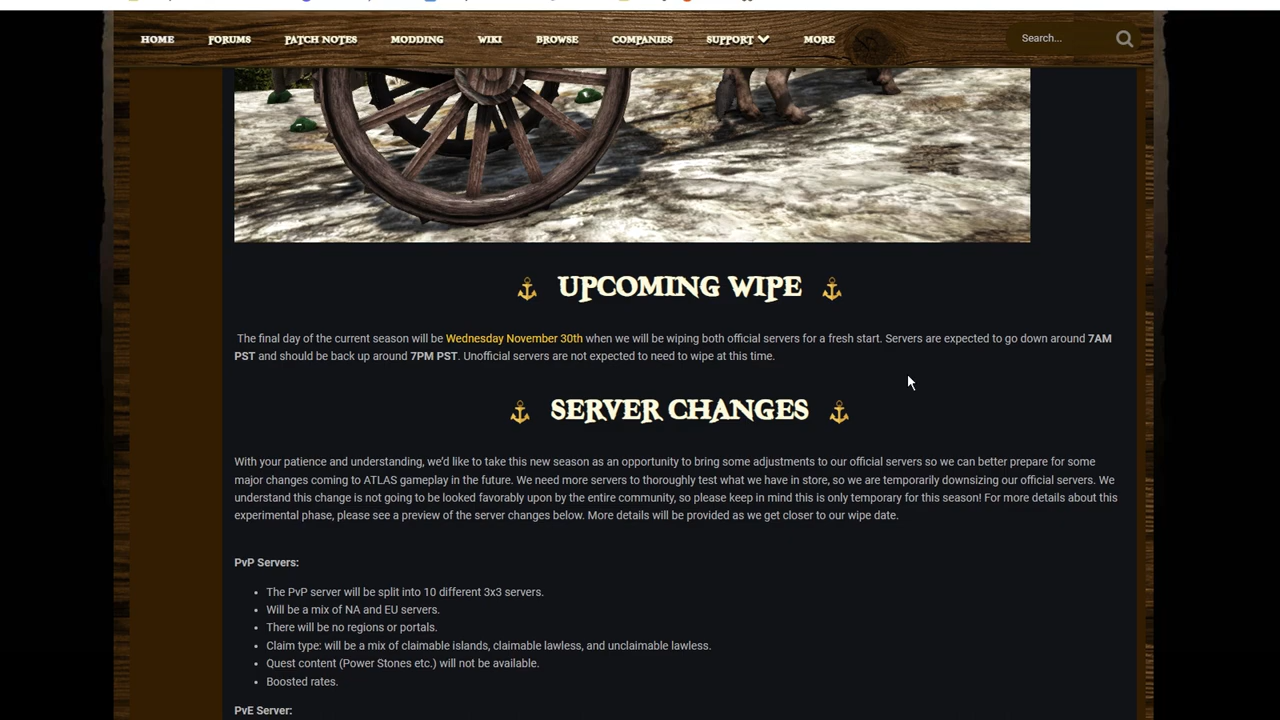 HOME FORUMS PATCH NOTES MODDING WIKI BROWSE COMPANIES SUPPORT MORE Search...
UPCOMING WIPE
The final day of the current season will be Wednesday November 30th when we will be wiping both official servers for a fresh start. Servers are expected to go down around 7AM
PST and should be back up around 7PM PST. Unofficial servers are not expected to need to wipe at this time.
SERVER CHANGES
With your patience and understanding, we'd like to take this new season as an opportunity to bring some adjustments to our official servers so we can better prepare for some
major changes coming to ATLAS gameplay in the future. We need more servers to thoroughly test what we have in store, so we are temporarily downsizing our official servers. We
understand this change is not going to be looked favorably upon by the entire community, so please keep in mind this is only temporary for this season! For more details about this
experimental phase, please see a preview of the server changes below. More details will be provided as we get closer to our wipe date.
PvP Servers:
• The PvP server will be split into 10 different 3x3 servers.
• Will be a mix of NA and EU servers.
• There will be no regions or portals.
• Claim type: will be a mix of claimable islands, claimable lawless, and unclaimable lawless.
• Quest content (Power Stones etc.) will not be available.
• Boosted rates.
PvE Server: